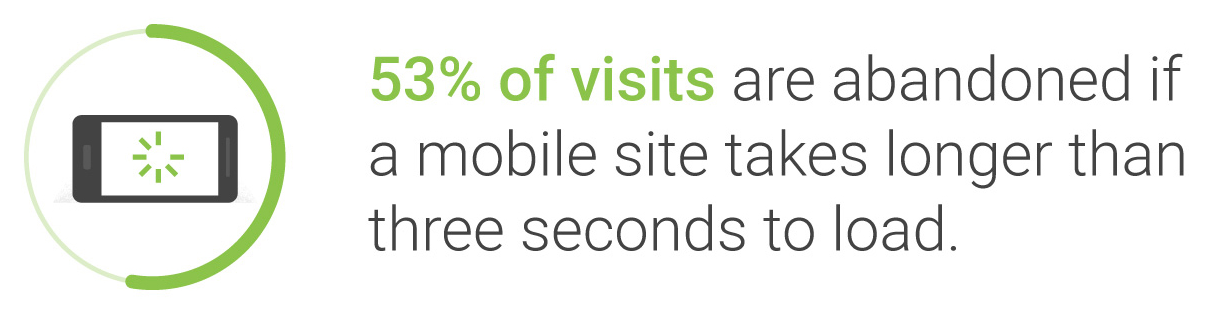 53% of visits are abandoned if
a mobile site takes longer than
three seconds to load.